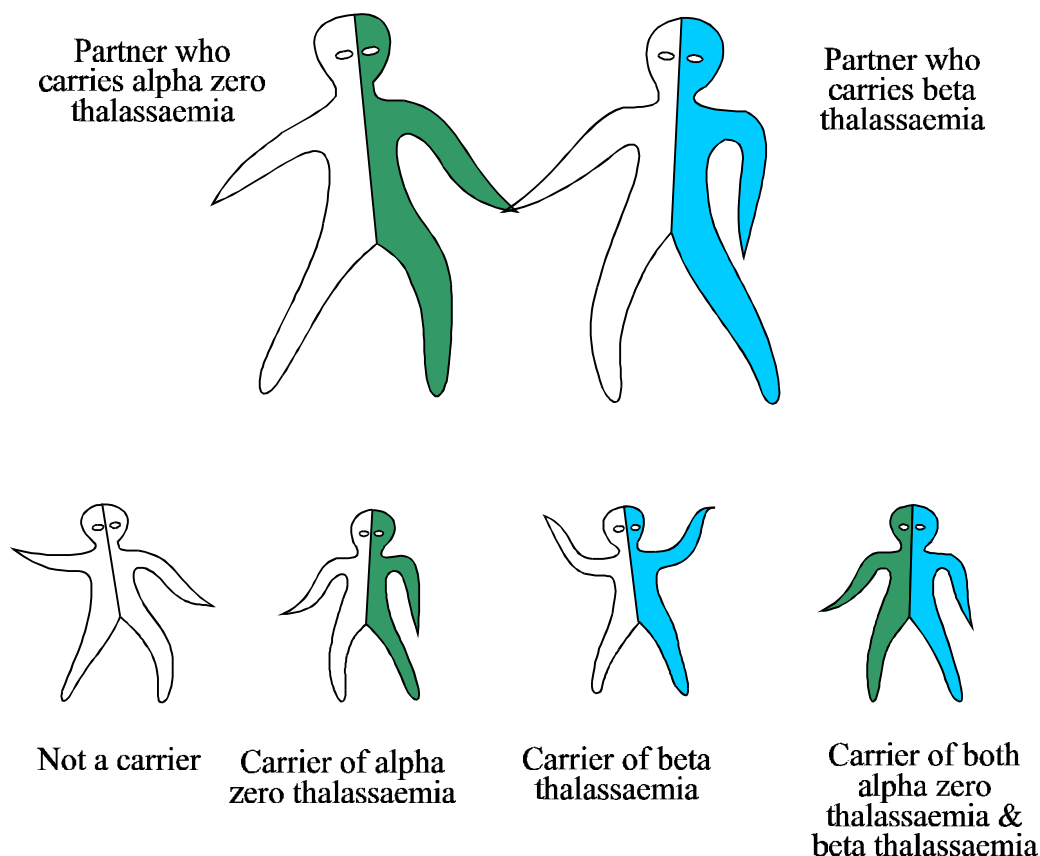 Partner who
carries alpha zero
thalassaemia
Partner who
carries beta
thalassaemia
Not a carrier
Carrier of alpha
zero thalassaemia
Carrier of beta
thalassaemia
Carrier of both
alpha zero
thalassaemia &
beta thalassaemia